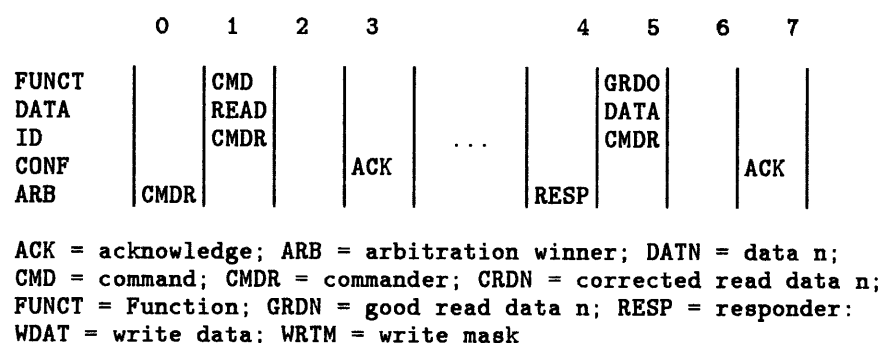 0 1 2 3 4 5 6 7
FUNCT CMD GRDO
DATA READ DATA
ID CMDR ... CMDR
CONF ACK ACK
ARB CMDR RESP
ACK = acknowledge; ARB = arbitration winner; DATN = data n;
CMD = command; CMDR = commander; CRDN = corrected read data n;
FUNCT = Function; GRDN = good read data n; RESP = responder:
WDAT = write data; WRTM = write mask